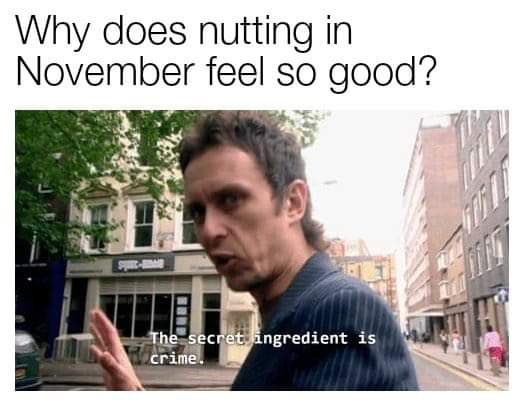 Why does nutting in
November feel so good?
The secret ingredient is
crime.